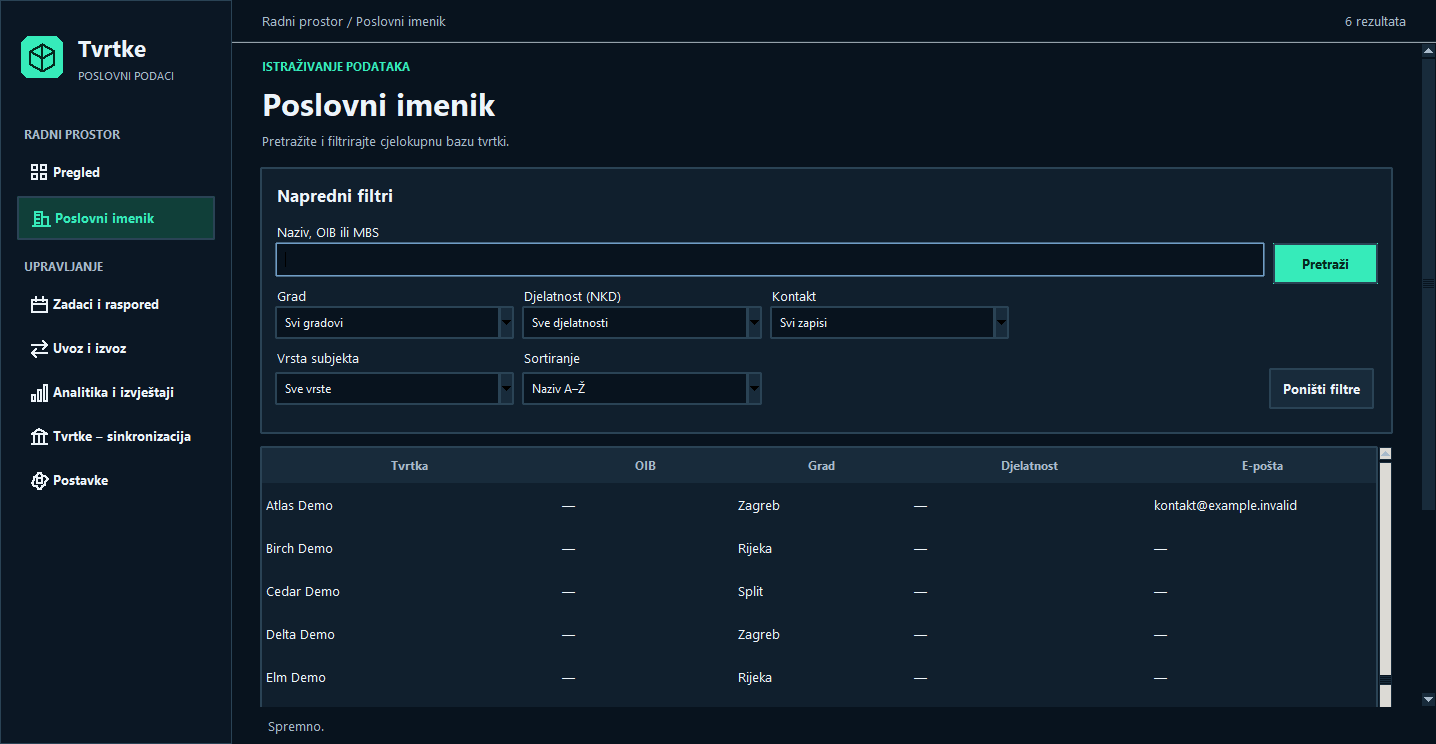 Tvrtke
POSLOVNI PODACI
RADNI PROSTOR
Pregled
Poslovni imenik
UPRAVLJANJE
Zadaci i raspored
Uvoz i izvoz
Analitika i izvještaji
Tvrtke – sinkronizacija
Postavke
Radni prostor / Poslovni imenik
6 rezultata
ISTRAŽIVANJE PODATAKA
Poslovni imenik
Pretražite i filtrirajte cjelokupnu bazu tvrtki.
Napredni filtri
Naziv, OIB ili MBS
Pretraži
Grad Djelatnost (NKD) Kontakt
Svi gradovi Sve djelatnosti Svi zapisi
Vrsta subjekta Sortiranje
Sve vrste Naziv A–Ž
Poništi filtre
Tvrtka OIB Grad Djelatnost E-pošta
Atlas Demo — Zagreb — kontakt@example.invalid
Birch Demo — Rijeka — —
Cedar Demo — Split — —
Delta Demo — Zagreb — —
Elm Demo — Rijeka — —
Spremno.